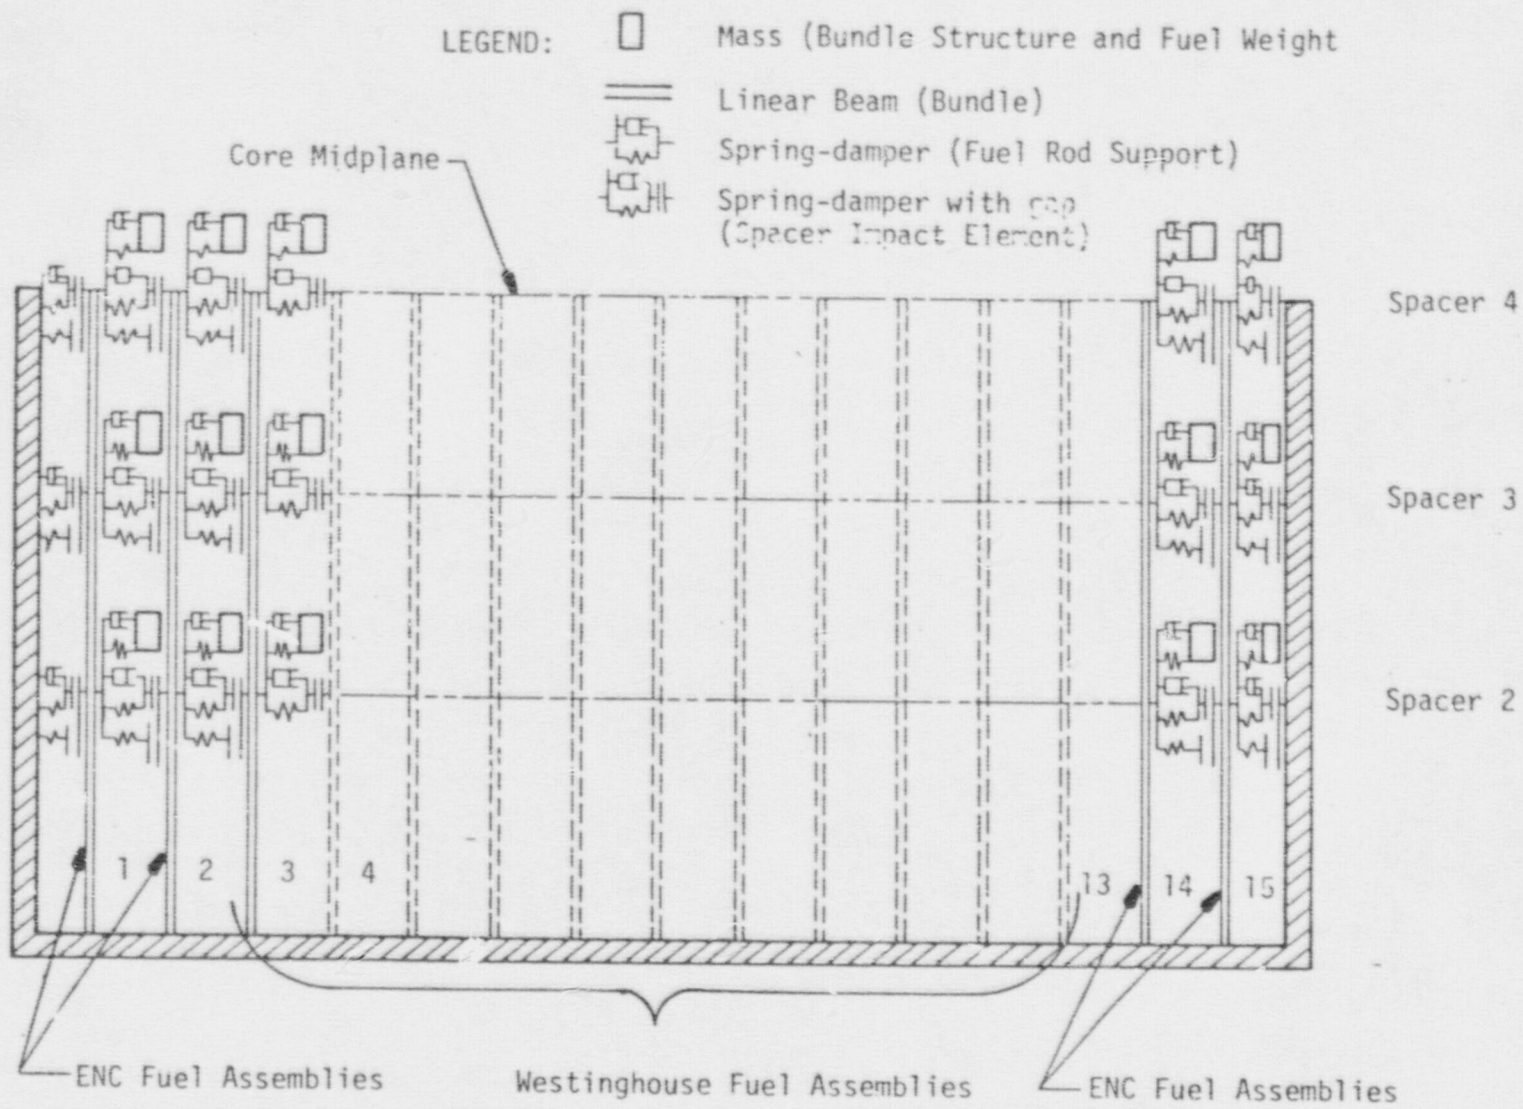 LEGEND:
Mass (Bundle Structure and Fuel Weight
Linear Beam (Bundle)
Core Midplane
Spring-damper (Fuel Rod Support)
Spring-damper with gap
(Spacer Impact Element)
Spacer 4
Spacer 3
Spacer 2
1 2 3 4 13 14 15
ENC Fuel Assemblies
Westinghouse Fuel Assemblies
ENC Fuel Assemblies